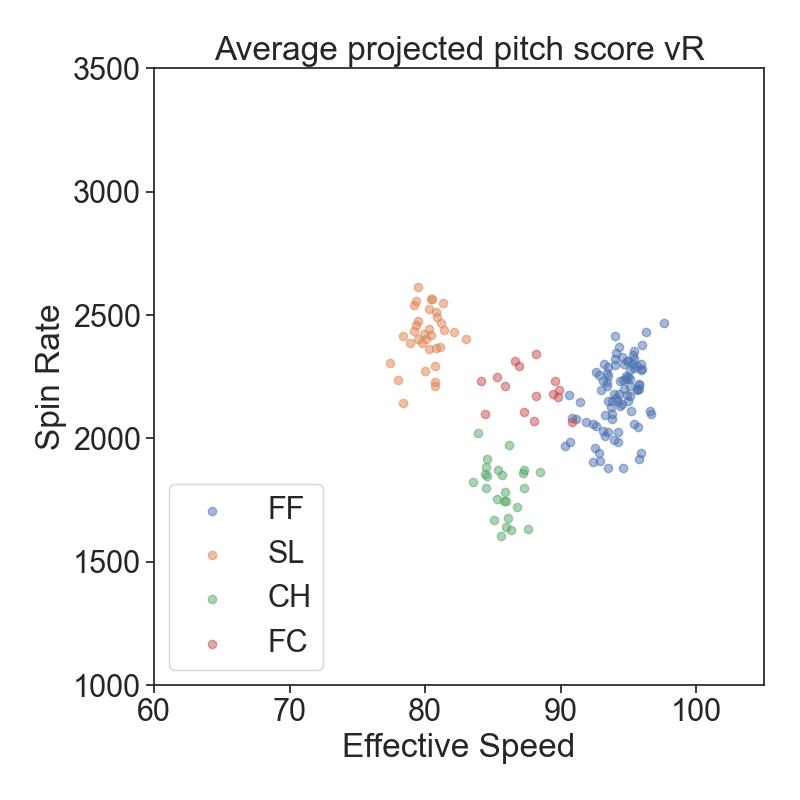 Average projected pitch score vR
3500
3000
2500
2000
1500
1000
Spin Rate
FF
SL
CH
FC
60
70
80
90
100
Effective Speed